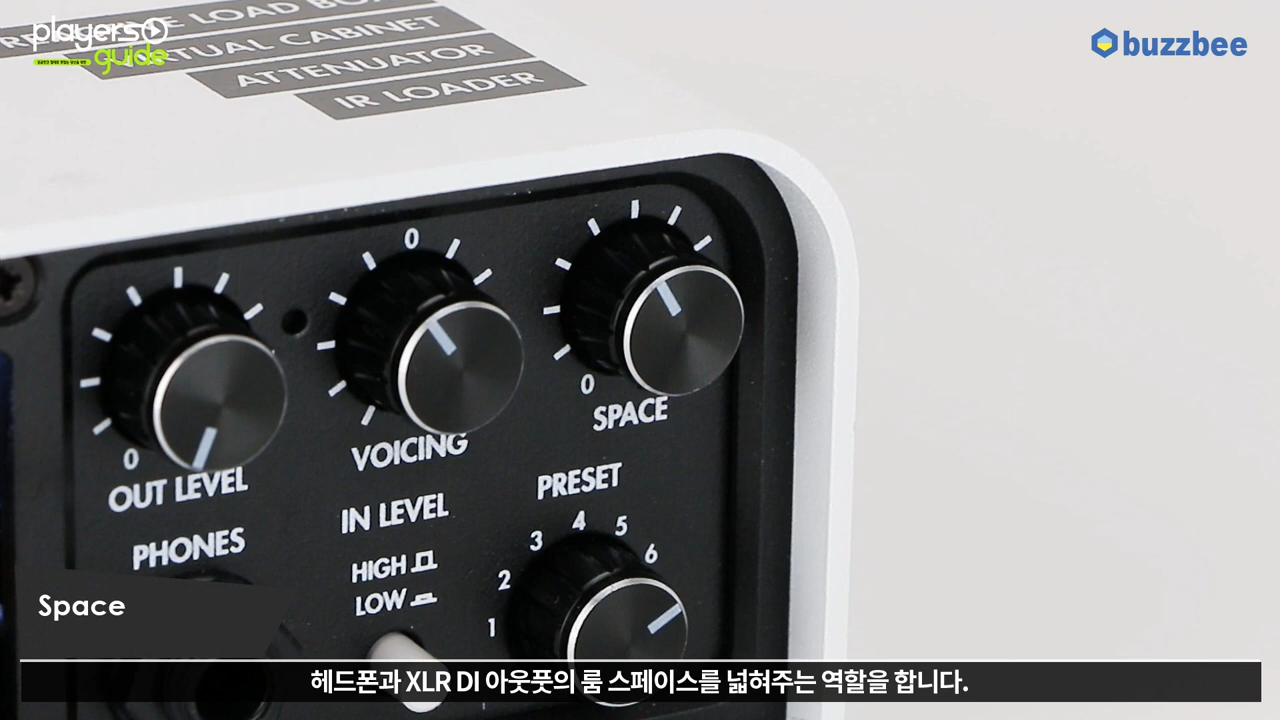 LOAD BO
VIRTUAL CABINET
ATTENUATOR
IR LOADER
players
guide
buzzbee
0
0
0
OUT LEVEL
VOICING
SPACE
PHONES
IN LEVEL
HIGH
LOW
PRESET
1
2
3
4
5
6
Space
헤드폰과 XLR DI 아웃풋의 룸 스페이스를 넓혀주는 역할을 합니다.